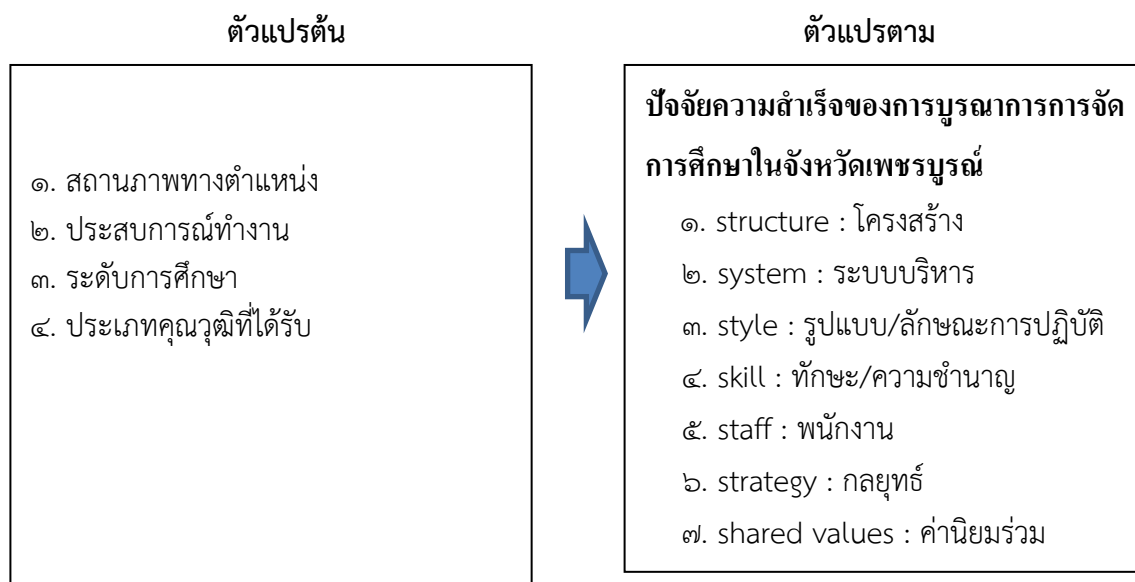 ตัวแปรต้น
๑. สถานภาพทางตำแหน่ง
๒. ประสบการณ์ทำงาน
๓. ระดับการศึกษา
๔. ประเภทคุณวุฒิที่ได้รับ
ตัวแปรตาม
ปัจจัยความสำเร็จของการบูรณาการการจัด
การศึกษาในจังหวัดเพชรบูรณ์
๑. structure : โครงสร้าง
๒. system : ระบบบริหาร
๓. style : รูปแบบ/ลักษณะการปฏิบัติ
๔. skill : ทักษะ/ความชำนาญ
๕. staff : พนักงาน
๖. strategy : กลยุทธ์
๗. shared values : ค่านิยมร่วม